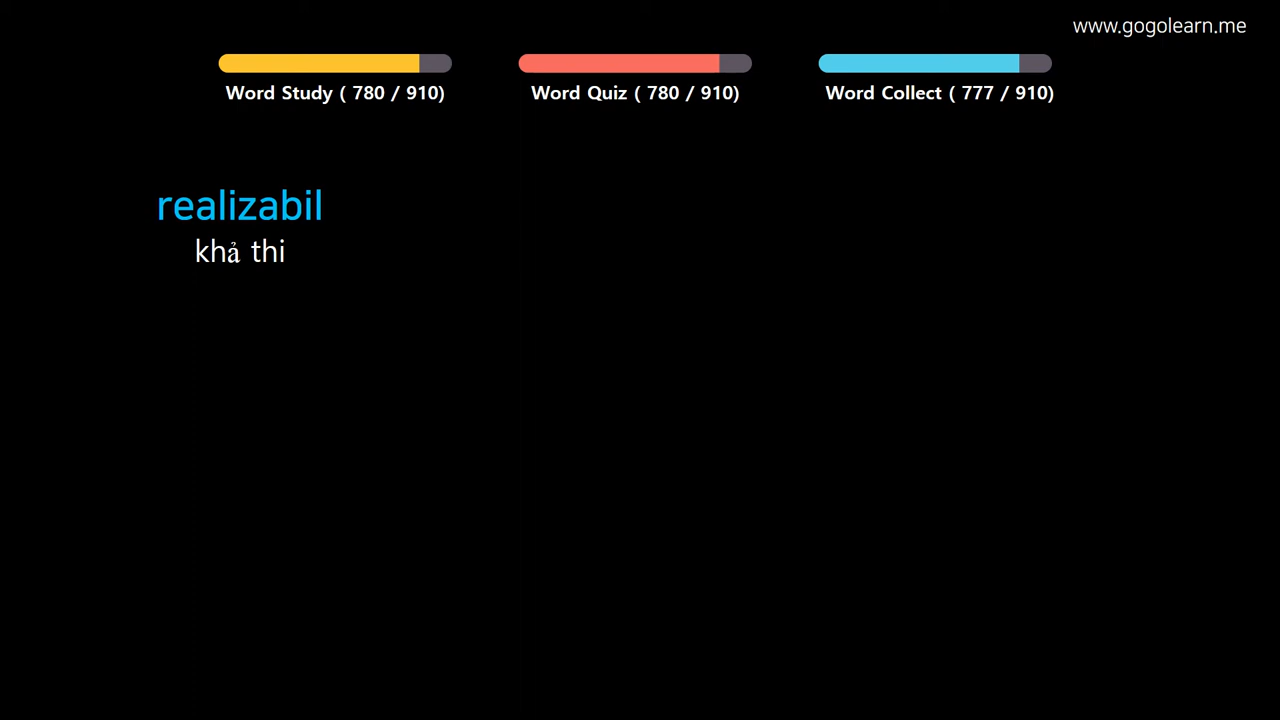 www.gogolearn.me
Word Study ( 780 / 910)
Word Quiz ( 780 / 910)
Word Collect ( 777 / 910)
realizabil
khả thi